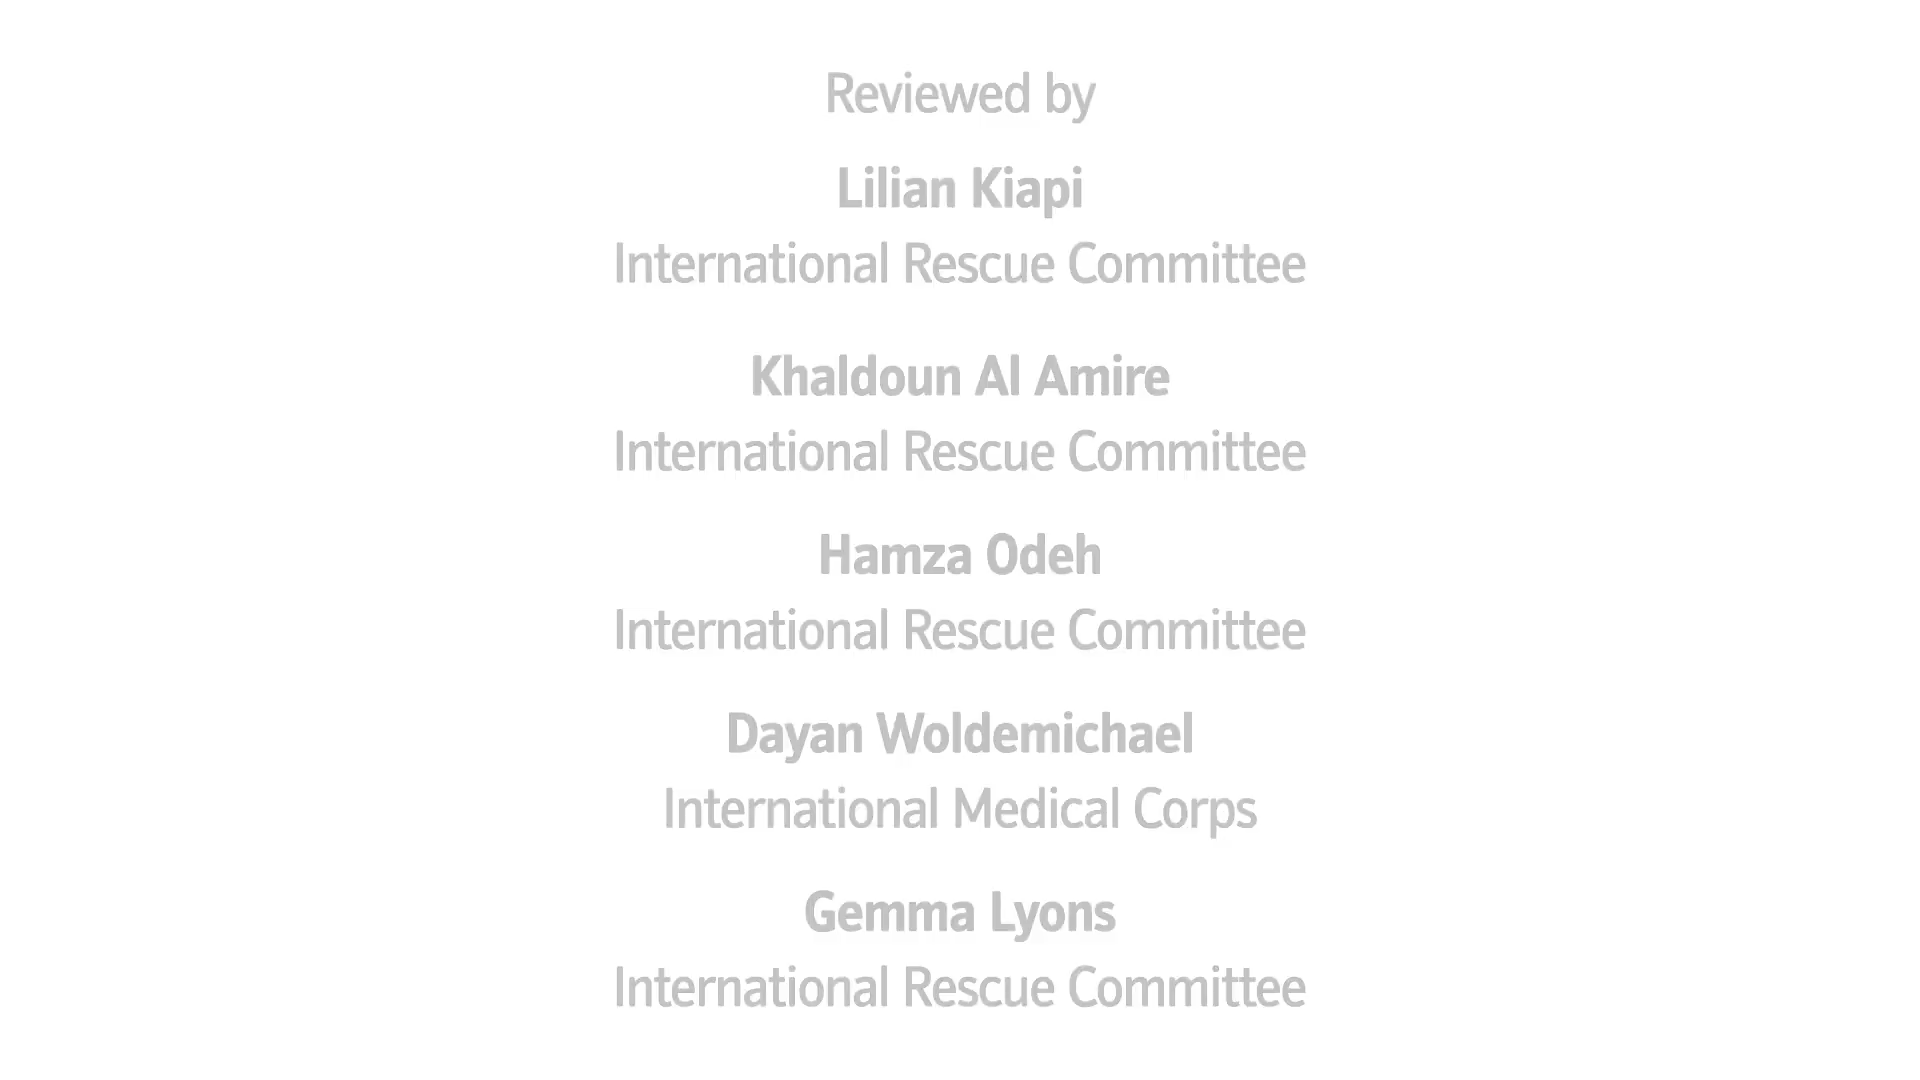 Reviewed by
Lilian Kiapi
International Rescue Committee
Khaldoun Al Amire
International Rescue Committee
Hamza Odeh
International Rescue Committee
Dayan Woldemichael
International Medical Corps
Gemma Lyons
International Rescue Committee